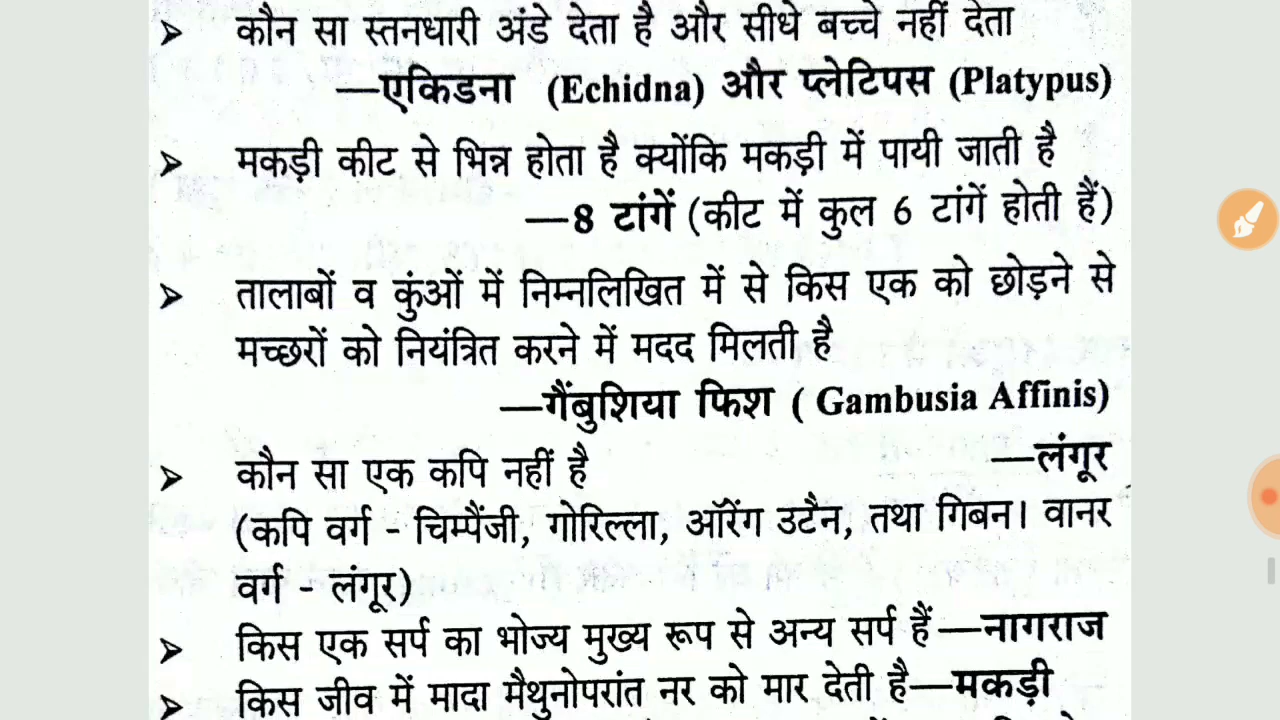 ➢ कौन सा स्तनधारी अंडे देता है और सीधे बच्चे नहीं देता
—एकिडना (Echidna) और प्लेटिपस (Platypus)
➢ मकड़ी कीट से भिन्न होता है क्योंकि मकड़ी में पायी जाती है
—8 टांगें (कीट में कुल 6 टांगें होती हैं)
➢ तालाबों व कुंओं में निम्नलिखित में से किस एक को छोड़ने से
मच्छरों को नियंत्रित करने में मदद मिलती है
—गैंबुशिया फिश ( Gambusia Affinis)
➢ कौन सा एक कपि नहीं है —लंगूर
(कपि वर्ग - चिम्पैंजी, गोरिल्ला, ऑरेंग उटैन, तथा गिबन। वानर
वर्ग - लंगूर)
➢ किस एक सर्प का भोज्य मुख्य रूप से अन्य सर्प हैं —नागराज
➢ किस जीव में मादा मैथुनोपरांत नर को मार देती है—मकड़ी